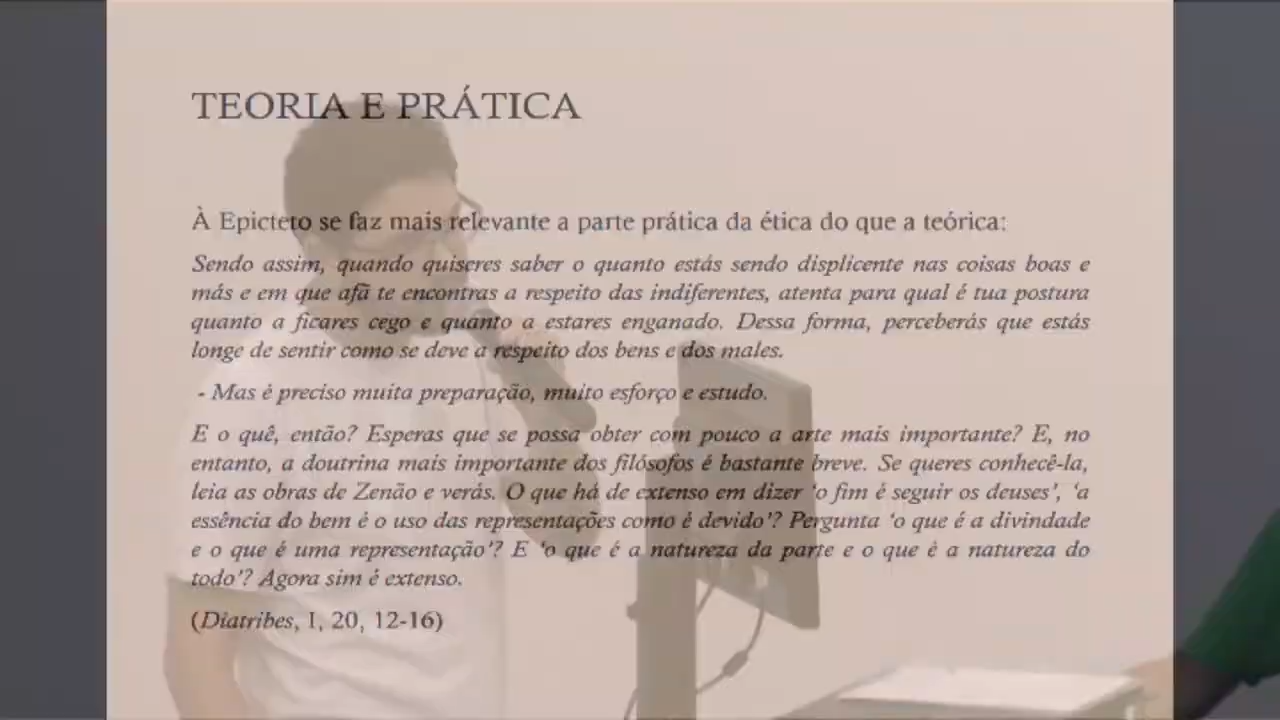 TEORIA E PRÁTICA
À Epicteto se faz mais relevante a parte prática da ética do que a teórica:
Sendo assim, quando quiseres saber o quanto estás sendo displicente nas coisas boas e
más e em que afã te encontras a respeito das indiferentes, atenta para qual é tua postura
quanto a ficares cego e quanto a estares enganado. Dessa forma, perceberás que estás
longe de sentir como se deve a respeito dos bens e dos males.
- Mas é preciso muita preparação, muito esforço e estudo.
E o quê, então? Esperas que se possa obter com pouco a arte mais importante? E, no
entanto, a doutrina mais importante dos filósofos é bastante breve. Se queres conhecê-la,
leia as obras de Zenão e verás. O que há de extenso em dizer ‘o fim é seguir os deuses’, ‘a
essência do bem é o uso das representações como é devido’? Pergunta ‘o que é a divindade
e o que é uma representação’? E ‘o que é a natureza da parte e o que é a natureza do
todo’? Agora sim é extenso.
(Diatribes, I, 20, 12-16)